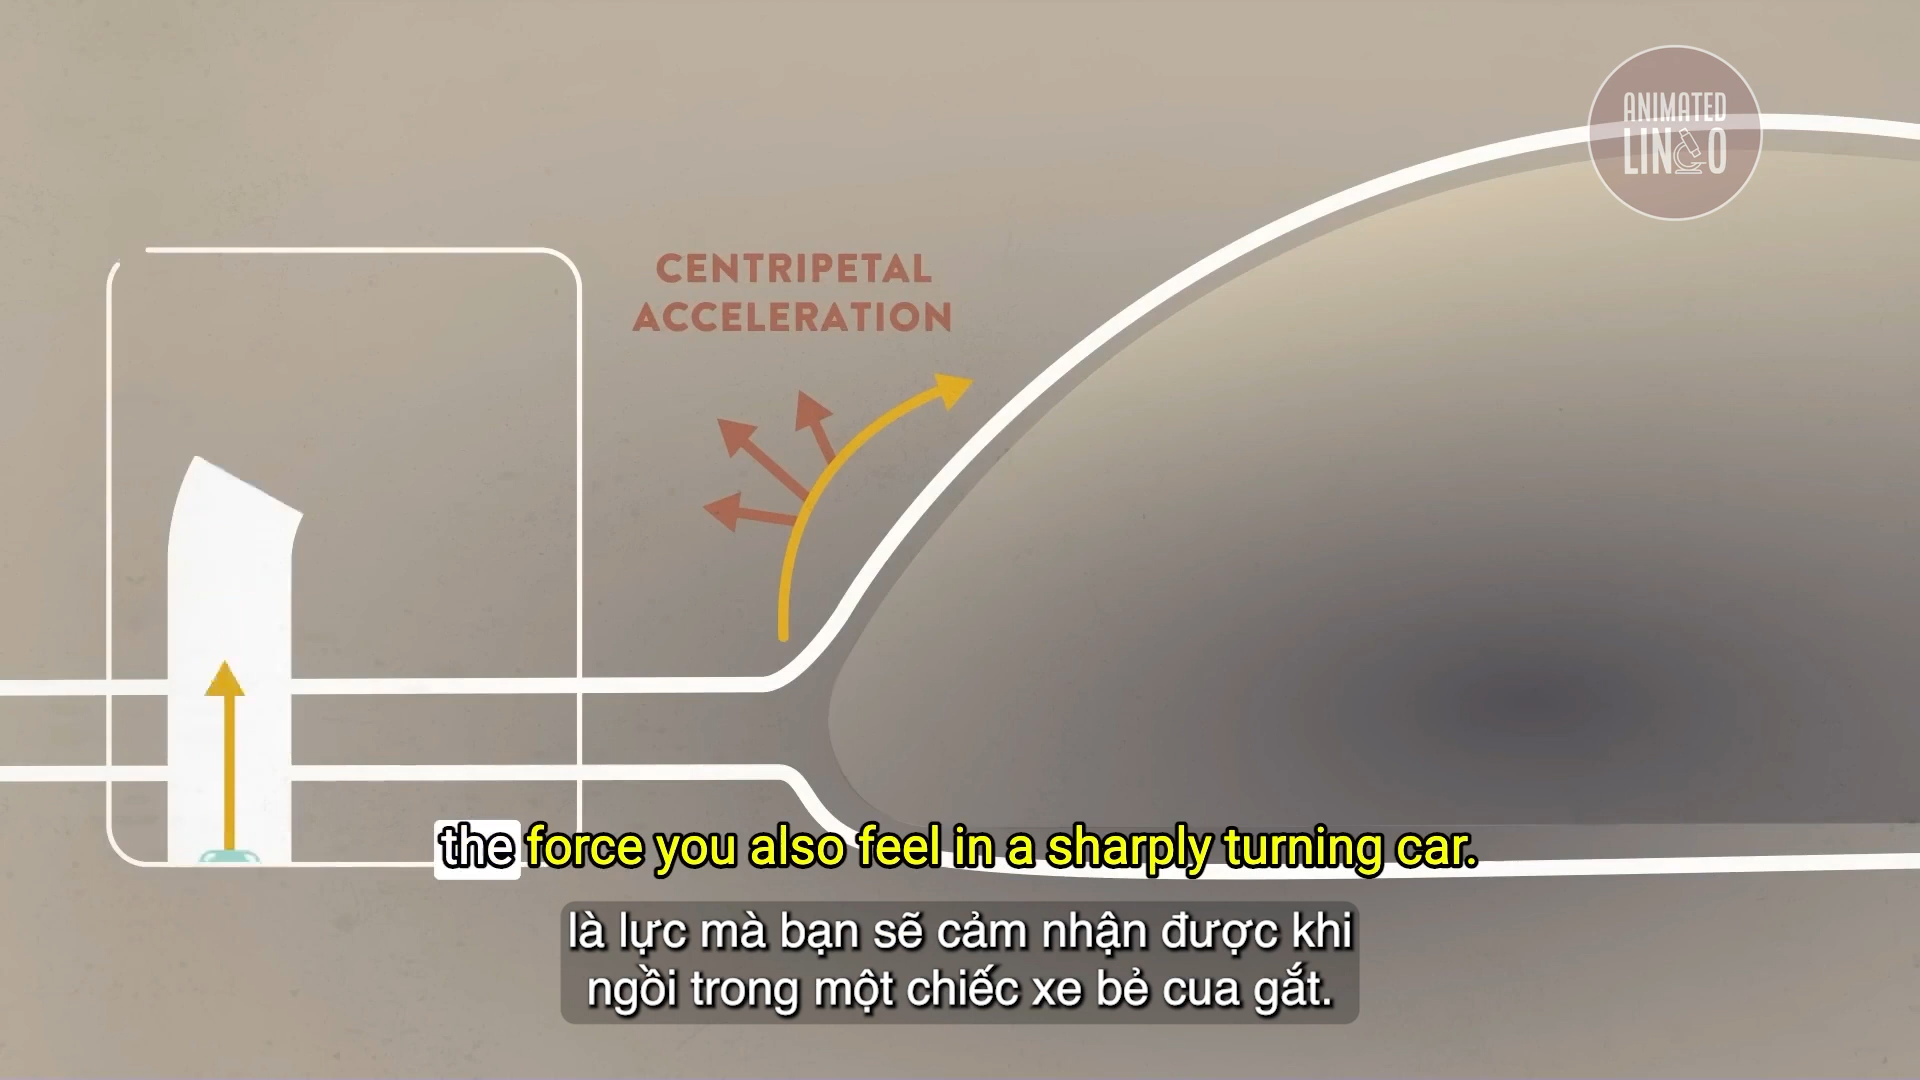 ANIMATED
LINGO
CENTRIPETAL
ACCELERATION
the force you also feel in a sharply turning car.
là lực mà bạn sẽ cảm nhận được khi
ngồi trong một chiếc xe bẻ cua gắt.